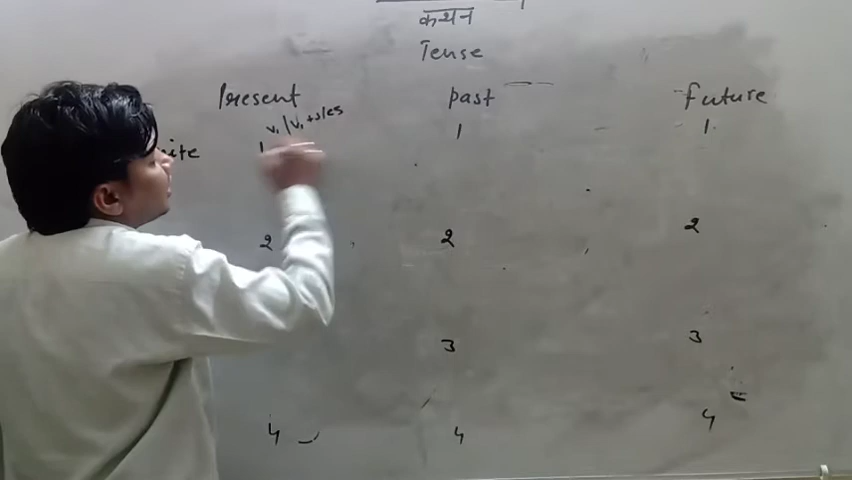 कथन
Tense
Present past future
V₁/V₁+s/es
1 1 1.
ite
2 2 2
3 3
4 4 4